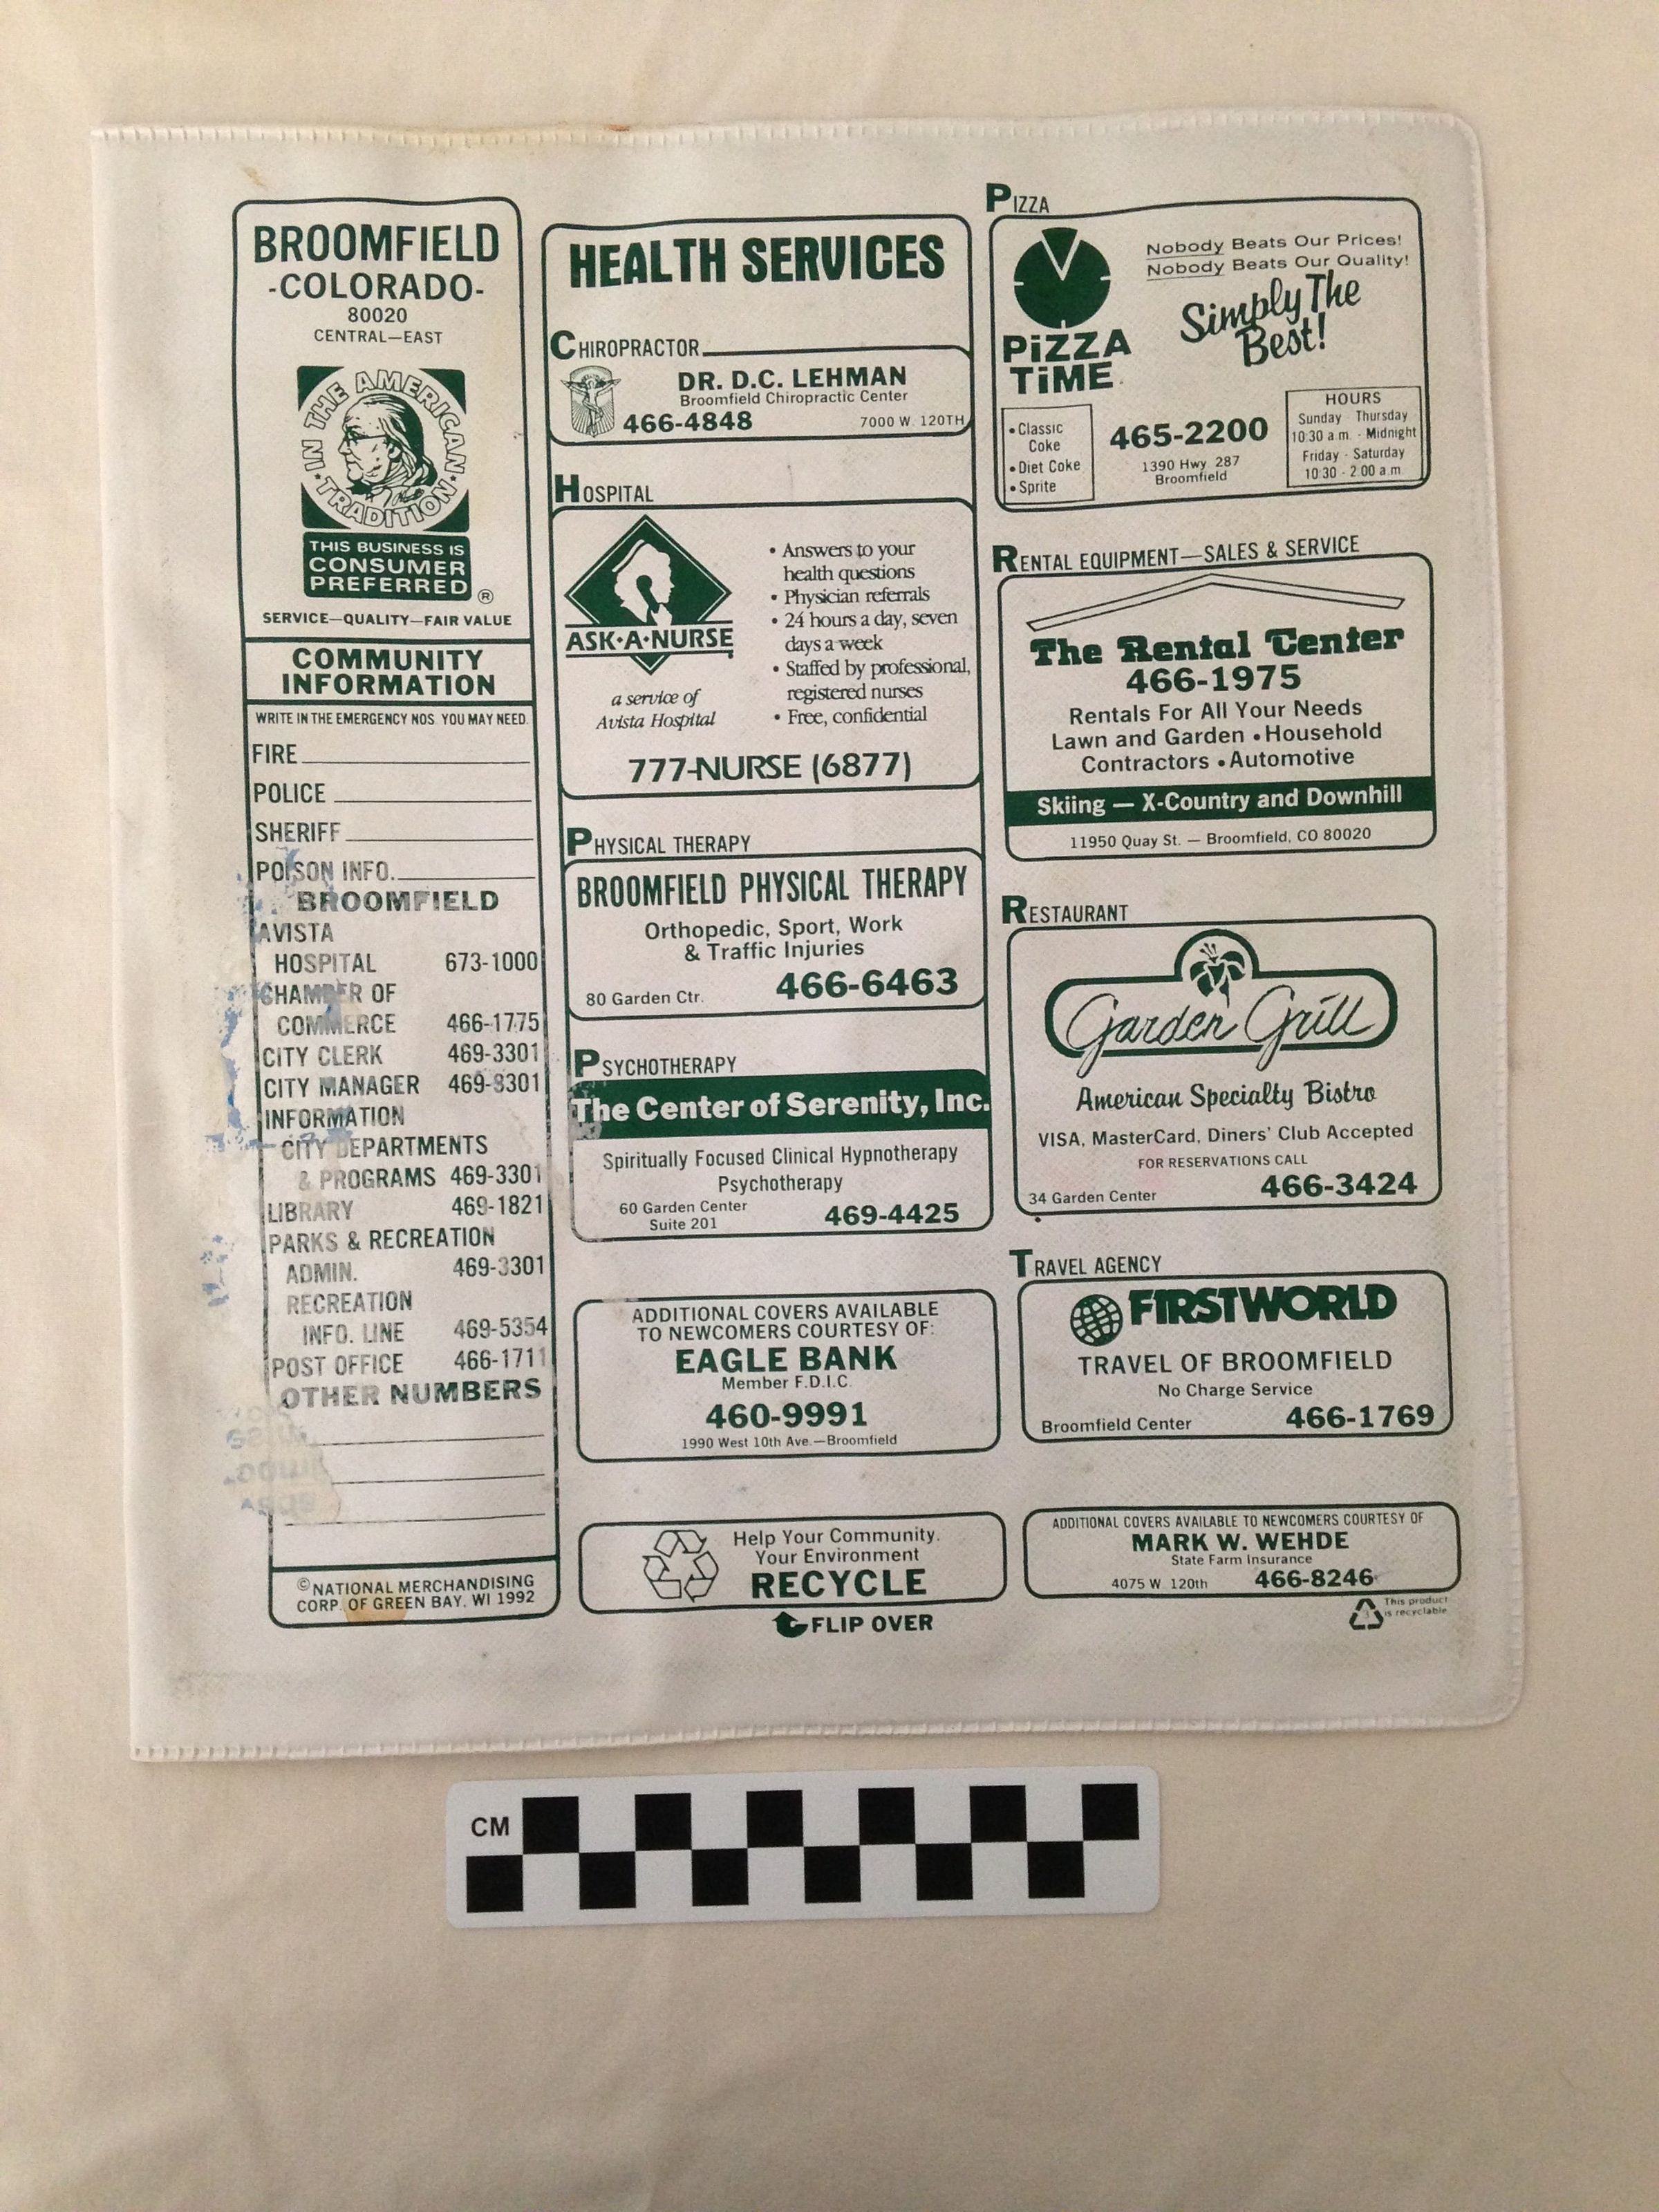 BROOMFIELD
-COLORADO-
80020
CENTRAL—EAST
·IN THE AMERICAN·
TRADITION
THIS BUSINESS IS
CONSUMER
PREFERRED
®
SERVICE—QUALITY—FAIR VALUE
COMMUNITY
INFORMATION
WRITE IN THE EMERGENCY NOS. YOU MAY NEED.
FIRE
POLICE
SHERIFF
POISON INFO.
BROOMFIELD
AVISTA
HOSPITAL 673-1000
CHAMBER OF
COMMERCE 466-1775
CITY CLERK 469-3301
CITY MANAGER 469-3301
INFORMATION
CITY DEPARTMENTS
& PROGRAMS 469-3301
LIBRARY 469-1821
PARKS & RECREATION
ADMIN. 469-3301
RECREATION
INFO. LINE 469-5354
POST OFFICE 466-1711
OTHER NUMBERS
©NATIONAL MERCHANDISING
CORP. OF GREEN BAY, WI 1992
HEALTH SERVICES
CHIROPRACTOR
DR. D.C. LEHMAN
Broomfield Chiropractic Center
466-4848 7000 W. 120TH
HOSPITAL
ASK·A·NURSE
a service of
Avista Hospital
• Answers to your
health questions
• Physician referrals
• 24 hours a day, seven
days a week
• Staffed by professional,
registered nurses
• Free, confidential
777-NURSE (6877)
PHYSICAL THERAPY
BROOMFIELD PHYSICAL THERAPY
Orthopedic, Sport, Work
& Traffic Injuries
80 Garden Ctr. 466-6463
PSYCHOTHERAPY
The Center of Serenity, Inc.
Spiritually Focused Clinical Hypnotherapy
Psychotherapy
60 Garden Center
Suite 201
469-4425
ADDITIONAL COVERS AVAILABLE
TO NEWCOMERS COURTESY OF:
EAGLE BANK
Member F.D.I.C.
460-9991
1990 West 10th Ave.—Broomfield
Help Your Community.
Your Environment
RECYCLE
FLIP OVER
PIZZA
PiZZA
TiME
Nobody Beats Our Prices!
Nobody Beats Our Quality!
Simply The
Best!
• Classic
Coke
• Diet Coke
• Sprite
465-2200
1390 Hwy. 287
Broomfield
HOURS
Sunday - Thursday
10:30 a.m. - Midnight
Friday - Saturday
10:30 - 2:00 a.m.
RENTAL EQUIPMENT—SALES & SERVICE
The Rental Center
466-1975
Rentals For All Your Needs
Lawn and Garden • Household
Contractors • Automotive
Skiing — X-Country and Downhill
11950 Quay St. — Broomfield, CO 80020
RESTAURANT
Garden Grill
American Specialty Bistro
VISA, MasterCard, Diners' Club Accepted
FOR RESERVATIONS CALL
34 Garden Center 466-3424
TRAVEL AGENCY
FIRSTWORLD
TRAVEL OF BROOMFIELD
No Charge Service
Broomfield Center 466-1769
ADDITIONAL COVERS AVAILABLE TO NEWCOMERS COURTESY OF
MARK W. WEHDE
State Farm Insurance
4075 W. 120th 466-8246
This product
is recyclable
CM